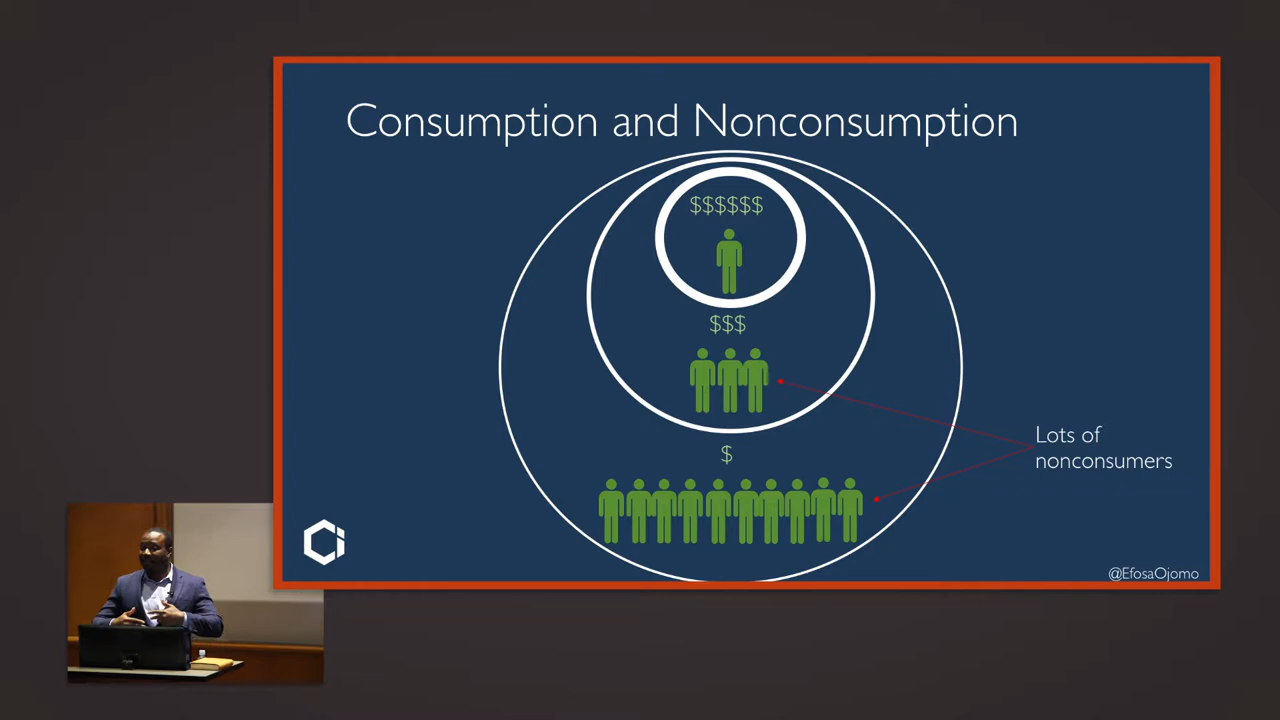 Consumption and Nonconsumption
$$$$$$
$$$
$
Lots of
nonconsumers
@EfosaOjomo